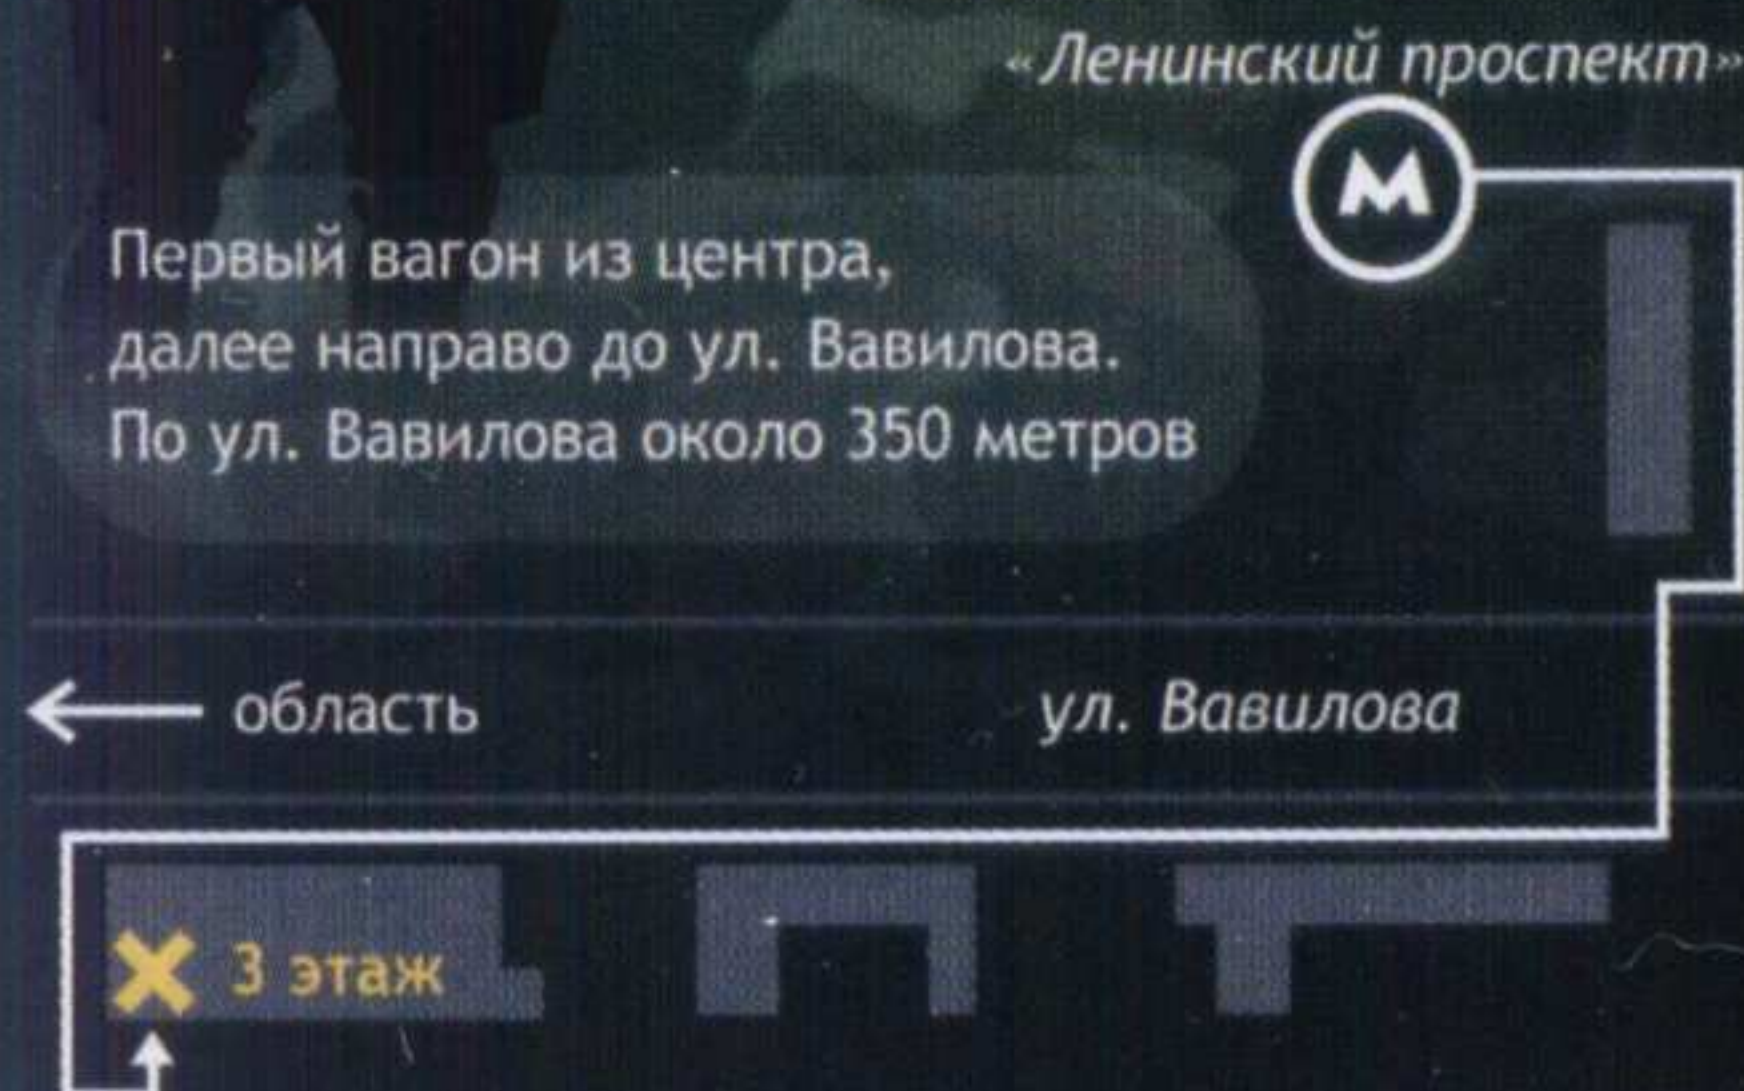 «Ленинский проспект»
М
Первый вагон из центра,
далее направо до ул. Вавилова.
По ул. Вавилова около 350 метров
область
ул. Вавилова
3 этаж